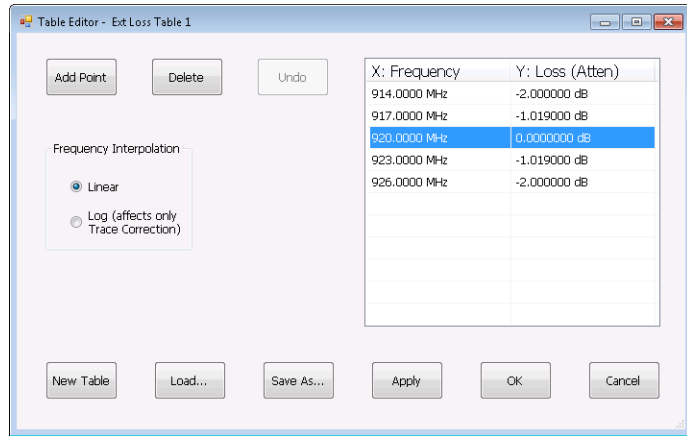 Table Editor - Ext Loss Table 1
Add Point
Delete
Undo
X: Frequency Y: Loss (Atten)
914.0000 MHz -2.000000 dB
917.0000 MHz -1.019000 dB
920.0000 MHz 0.0000000 dB
923.0000 MHz -1.019000 dB
926.0000 MHz -2.000000 dB
Frequency Interpolation
Linear
Log (affects only
Trace Correction)
New Table
Load...
Save As...
Apply
OK
Cancel